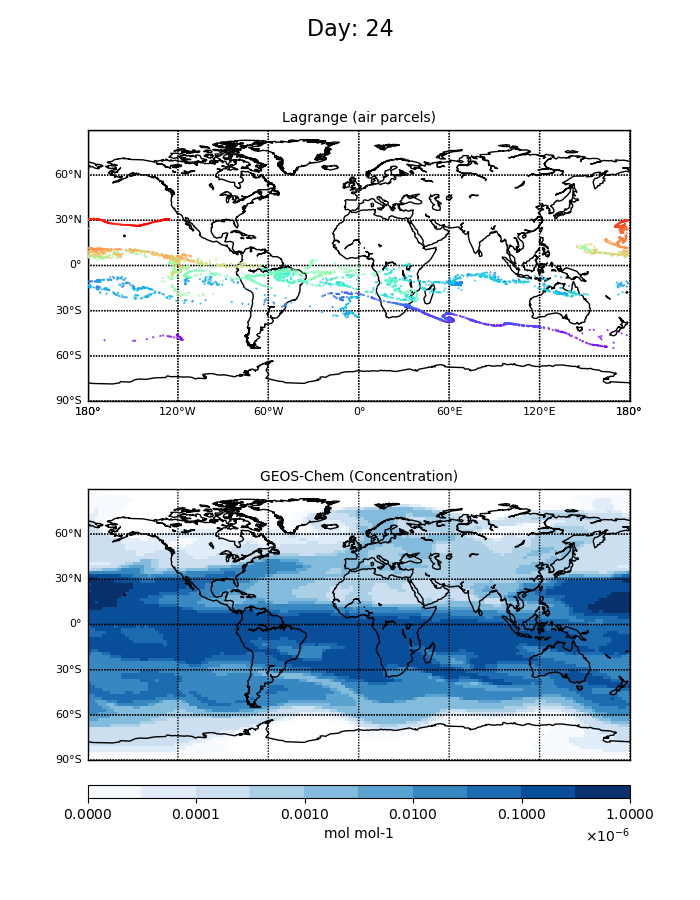 Day: 24
Lagrange (air parcels)
60°N
30°N
0°
30°S
60°S
90°S
180° 120°W 60°W 0° 60°E 120°E 180°
GEOS-Chem (Concentration)
60°N
30°N
0°
30°S
60°S
90°S
0.0000 0.0001 0.0010 0.0100 0.1000 1.0000
mol mol-1 ×10⁻⁶